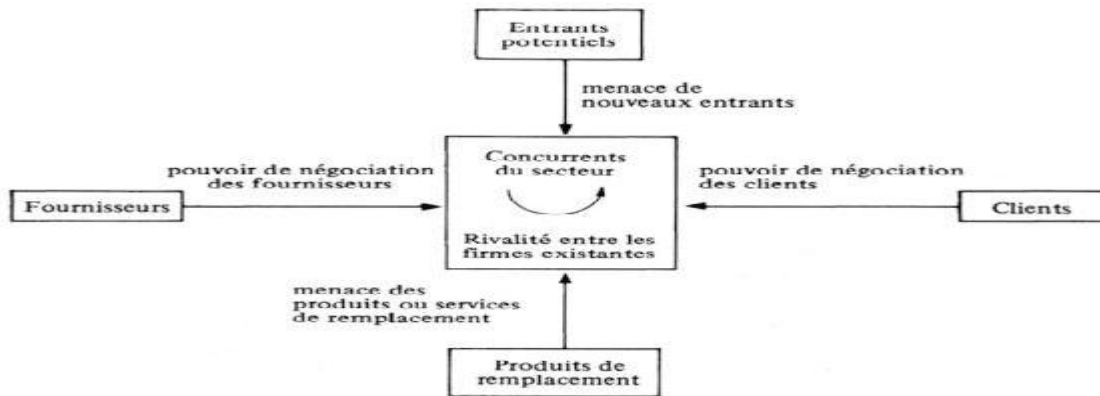 Entrants
potentiels
menace de
nouveaux entrants
pouvoir de négociation
des fournisseurs
Fournisseurs
Concurrents
du secteur
Rivalité entre les
firmes existantes
pouvoir de négociation
des clients
Clients
menace des
produits ou services
de remplacement
Produits de
remplacement